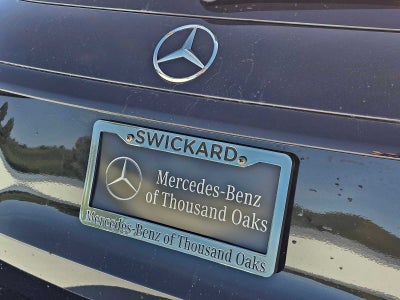 SWICKARD
Mercedes-Benz
of Thousand Oaks
Mercedes-Benz of Thousand Oaks